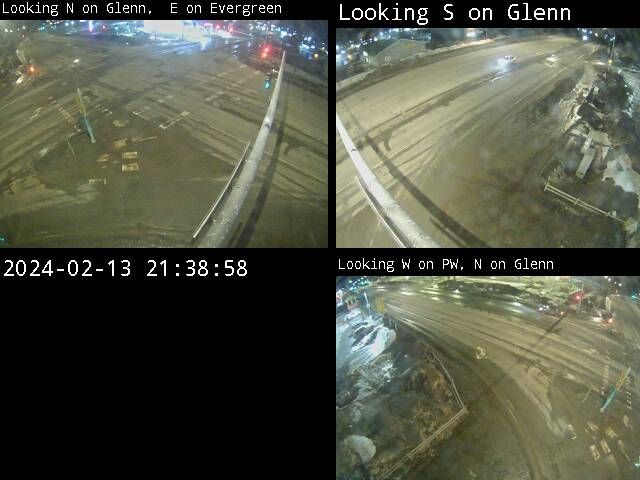 Looking N on Glenn,  E on Evergreen
Looking S on Glenn
2024-02-13 21:38:58
Looking W on PW, N on Glenn